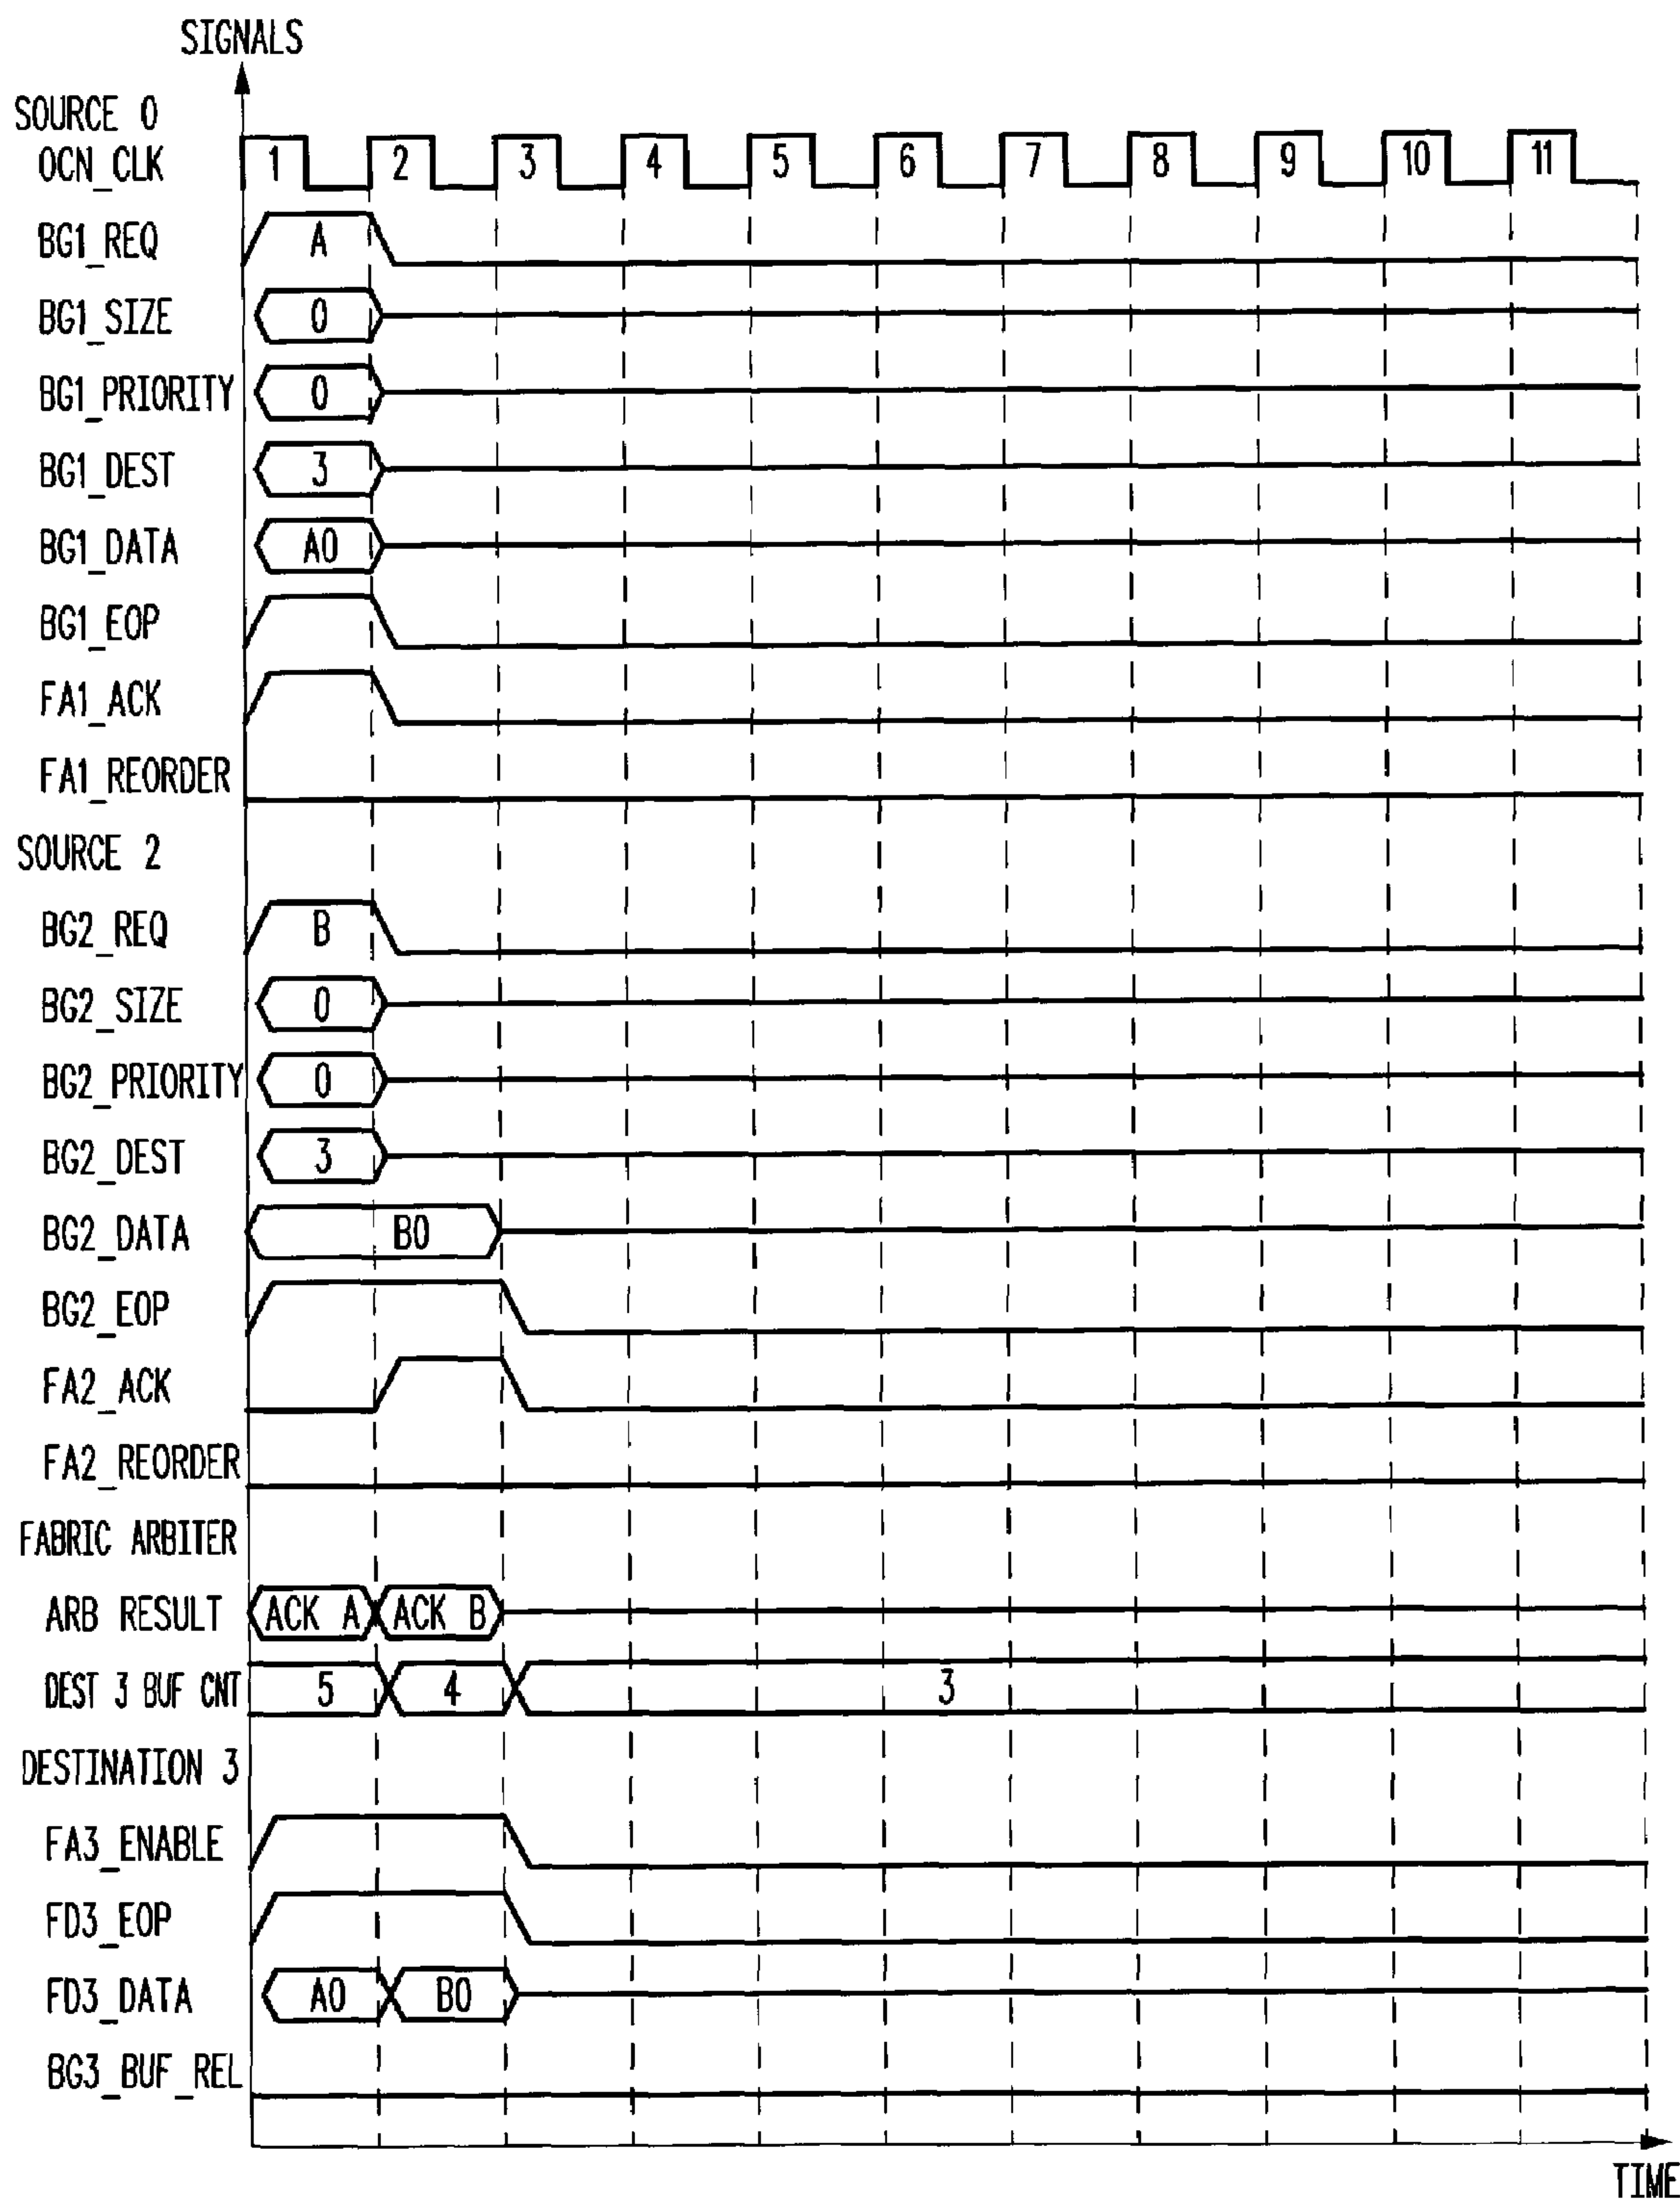 SIGNALS
SOURCE 0
OCN_CLK 1 2 3 4 5 6 7 8 9 10 11
BG1_REQ A
BG1_SIZE 0
BG1_PRIORITY 0
BG1_DEST 3
BG1_DATA A0
BG1_EOP
FA1_ACK
FA1_REORDER
SOURCE 2
BG2_REQ B
BG2_SIZE 0
BG2_PRIORITY 0
BG2_DEST 3
BG2_DATA B0
BG2_EOP
FA2_ACK
FA2_REORDER
FABRIC ARBITER
ARB RESULT ACK A ACK B
DEST 3 BUF CNT 5 4 3
DESTINATION 3
FA3_ENABLE
FD3_EOP
FD3_DATA A0 B0
BG3_BUF_REL
TIME